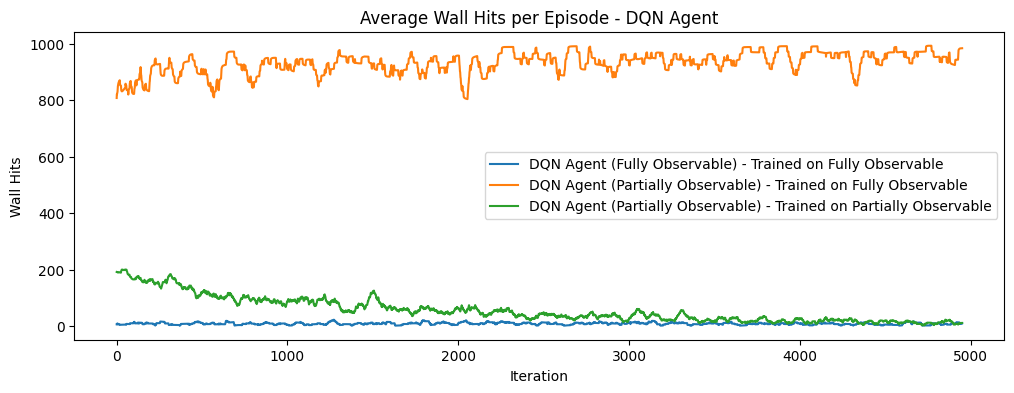 Average Wall Hits per Episode - DQN Agent
1000
800
600
400
200
0
Wall Hits
DQN Agent (Fully Observable) - Trained on Fully Observable
DQN Agent (Partially Observable) - Trained on Fully Observable
DQN Agent (Partially Observable) - Trained on Partially Observable
0 1000 2000 3000 4000 5000
Iteration